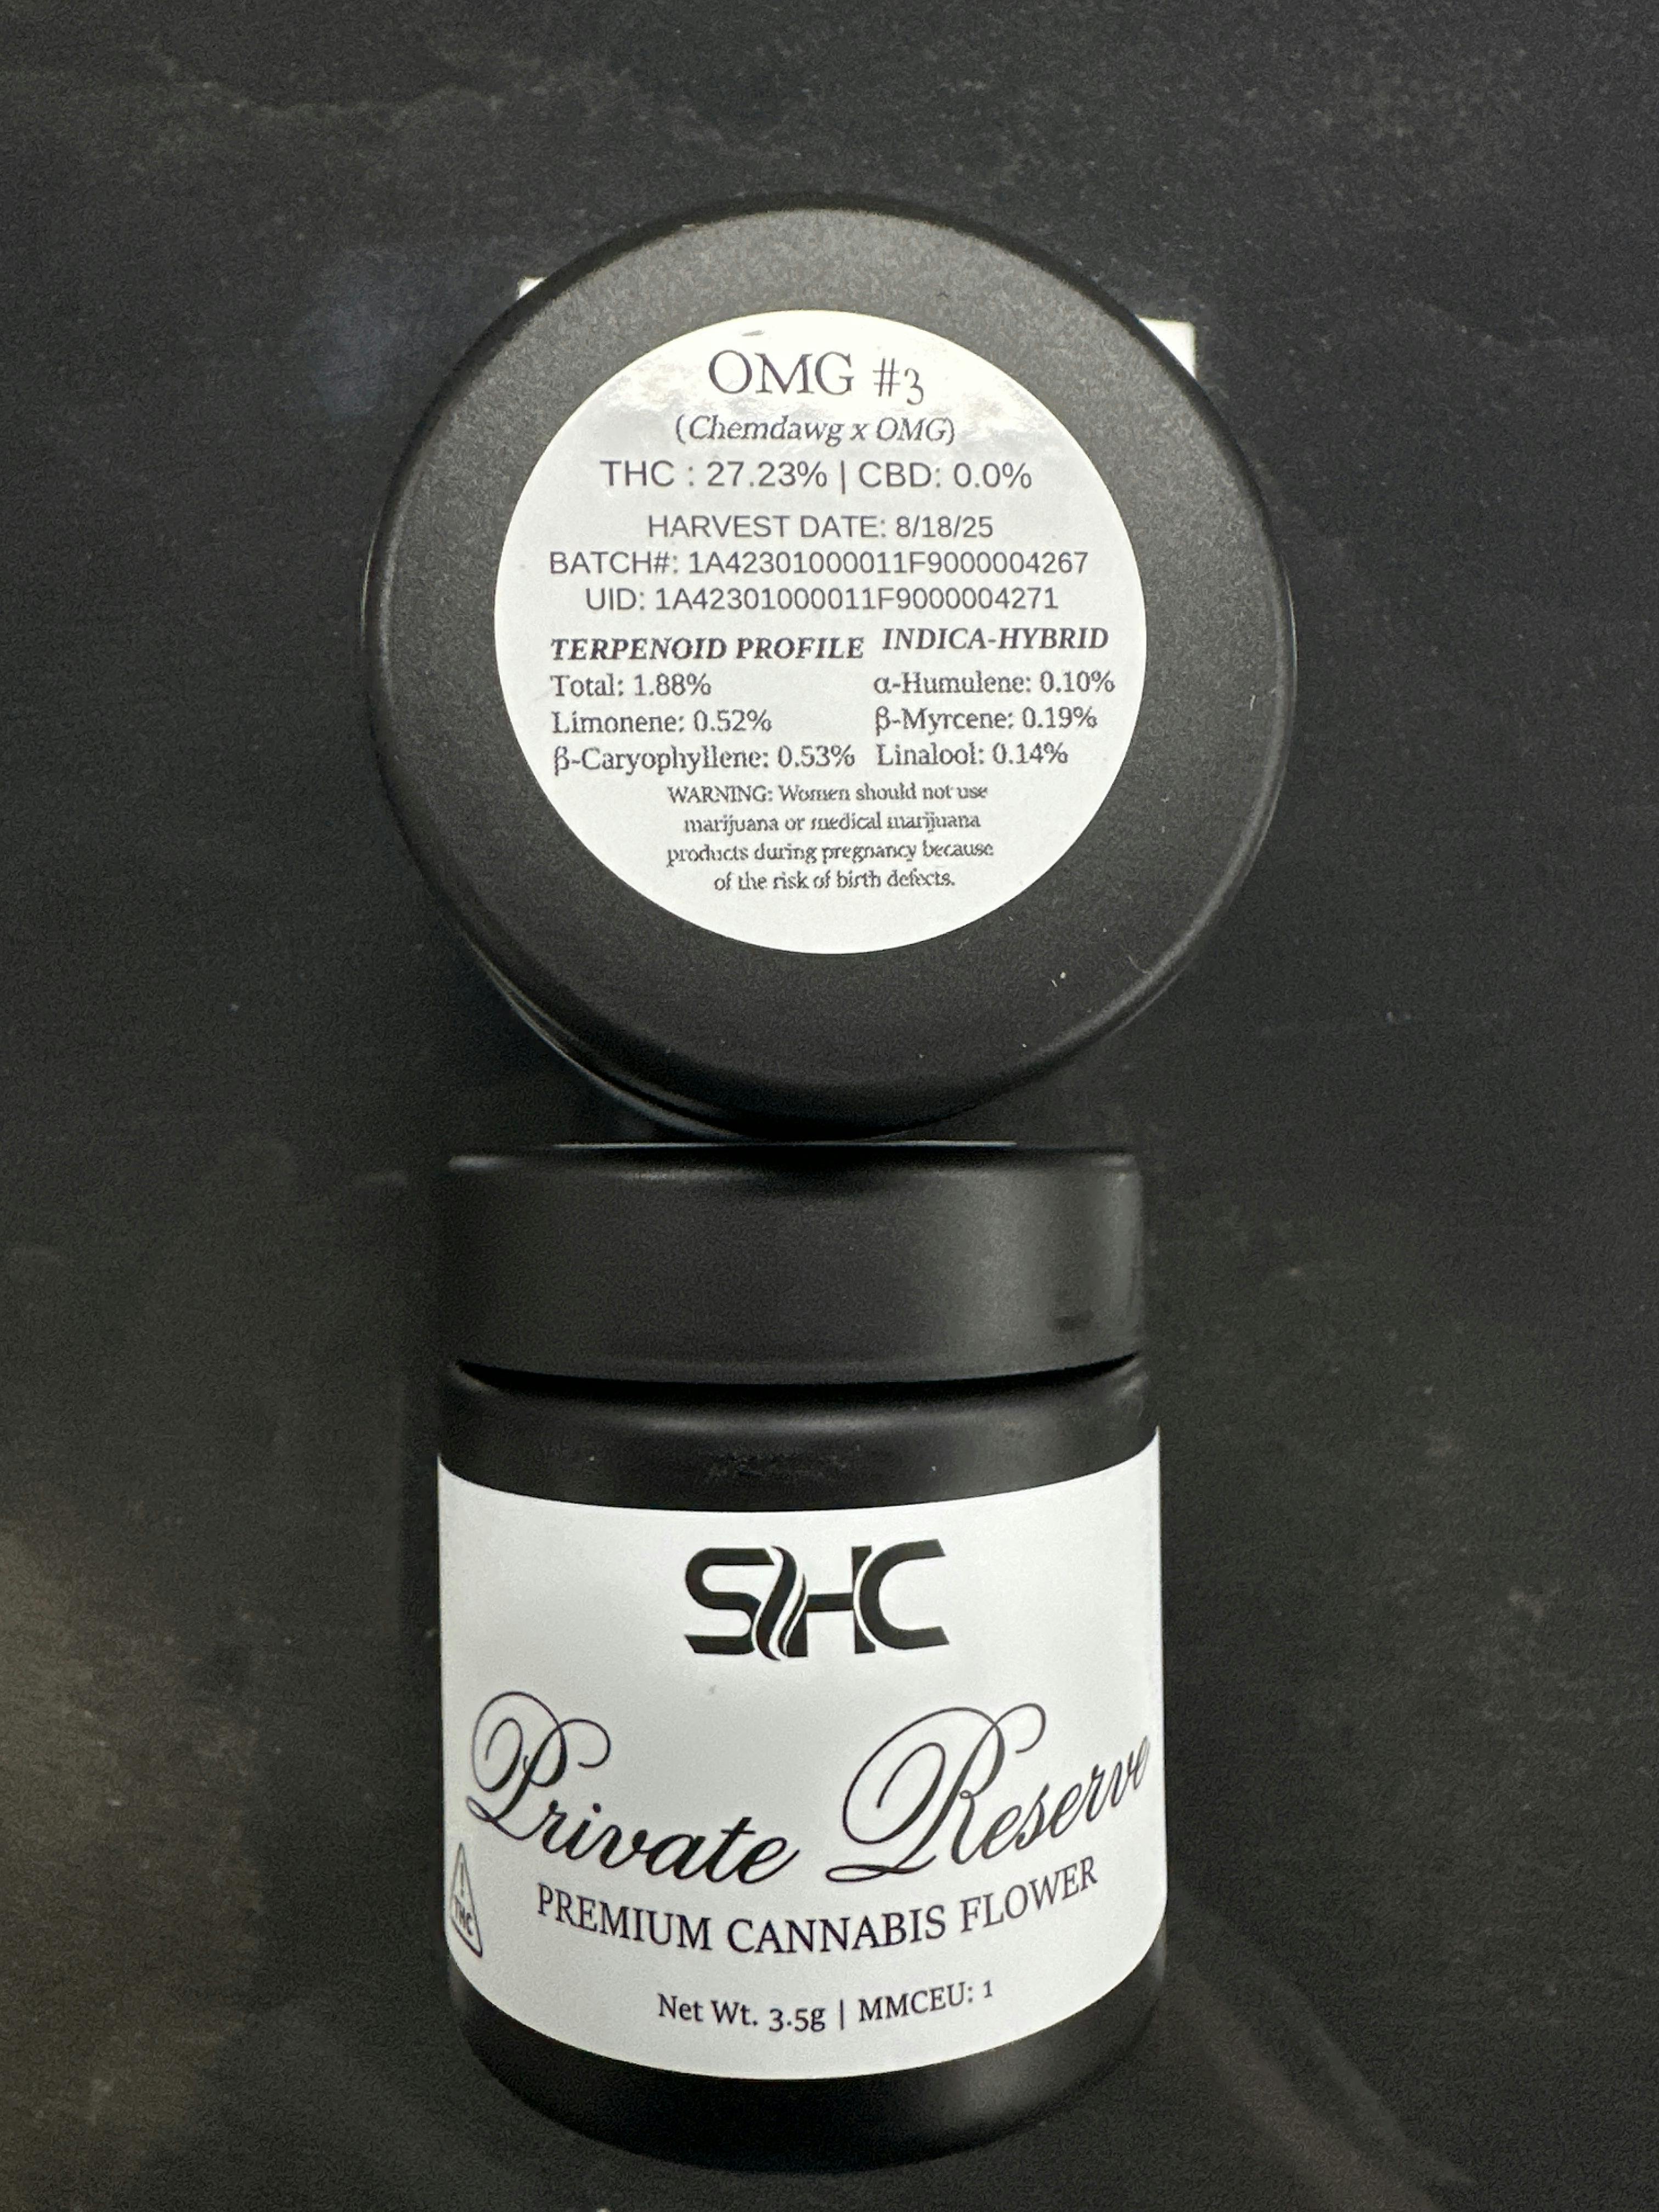 OMG #3
(Chemdawg x OMG)
THC : 27.23% | CBD: 0.0%
HARVEST DATE: 8/18/25
BATCH#: 1A42301000011F9000004267
UID: 1A42301000011F9000004271
TERPENOID PROFILE INDICA-HYBRID
Total: 1.88% α-Humulene: 0.10%
Limonene: 0.52% β-Myrcene: 0.19%
β-Caryophyllene: 0.53% Linalool: 0.14%
WARNING: Women should not use
marijuana or medical marijuana
products during pregnancy because
of the risk of birth defects.
SHC
Private Reserve
! THC
PREMIUM CANNABIS FLOWER
Net Wt. 3.5g | MMCEU: 1